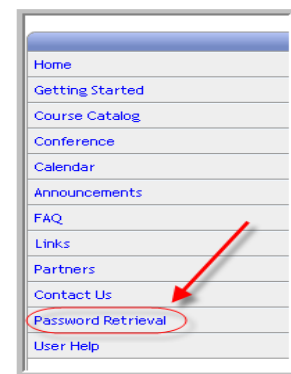 Home
Getting Started
Course Catalog
Conference
Calendar
Announcements
FAQ
Links
Partners
Contact Us
Password Retrieval
User Help